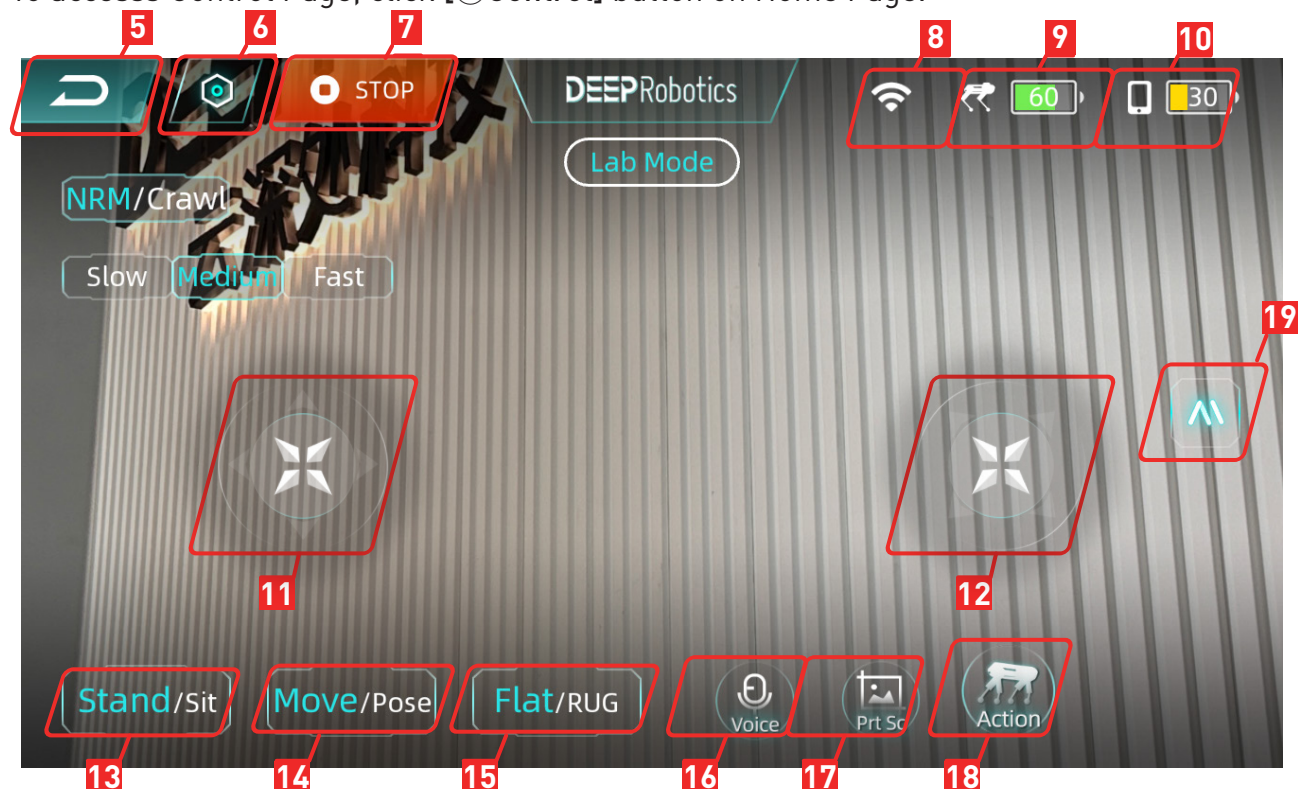 To accesse Control Page, click [Control] button on Home Page.
5 6 7 8 9 10
STOP DEEPRobotics 60 30
Lab Mode
NRM/Crawl
Slow Medium Fast
19
11 12
Stand/Sit Move/Pose Flat/RUG Voice Prt Sc Action
13 14 15 16 17 18